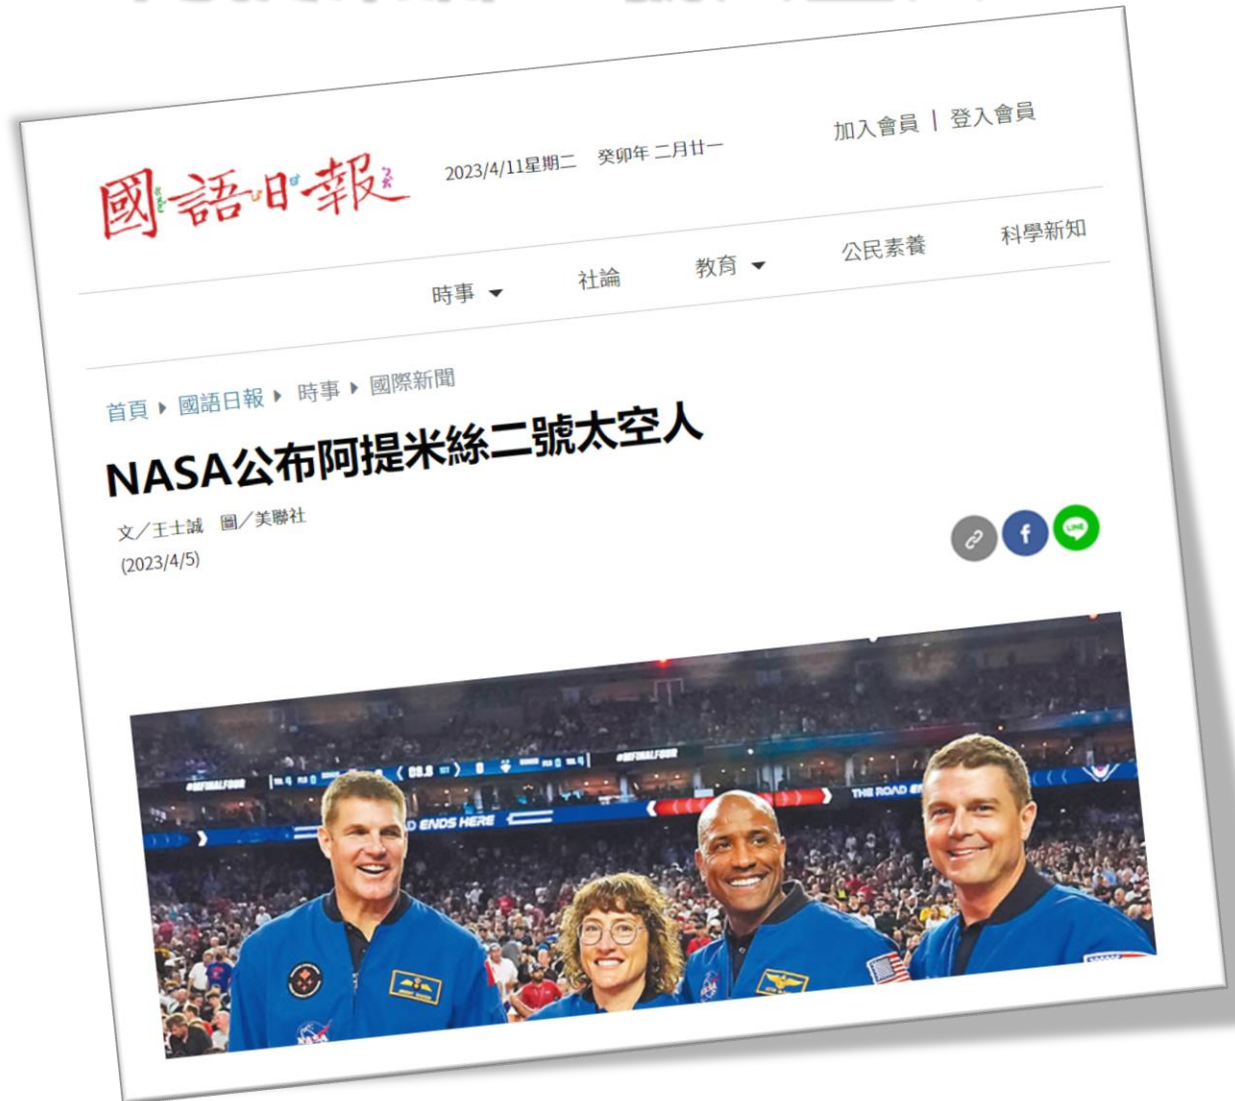 國語日報
2023/4/11星期二 癸卯年 二月廿一
加入會員 | 登入會員
時事 社論 教育 公民素養 科學新知
首頁 國語日報 時事 國際新聞
NASA公布阿提米絲二號太空人
文／王士誠 圖／美聯社
(2023/4/5)
LINE
#MFINALFOUR
#MFINALFOUR
ENDS HERE
THE ROAD
NASA